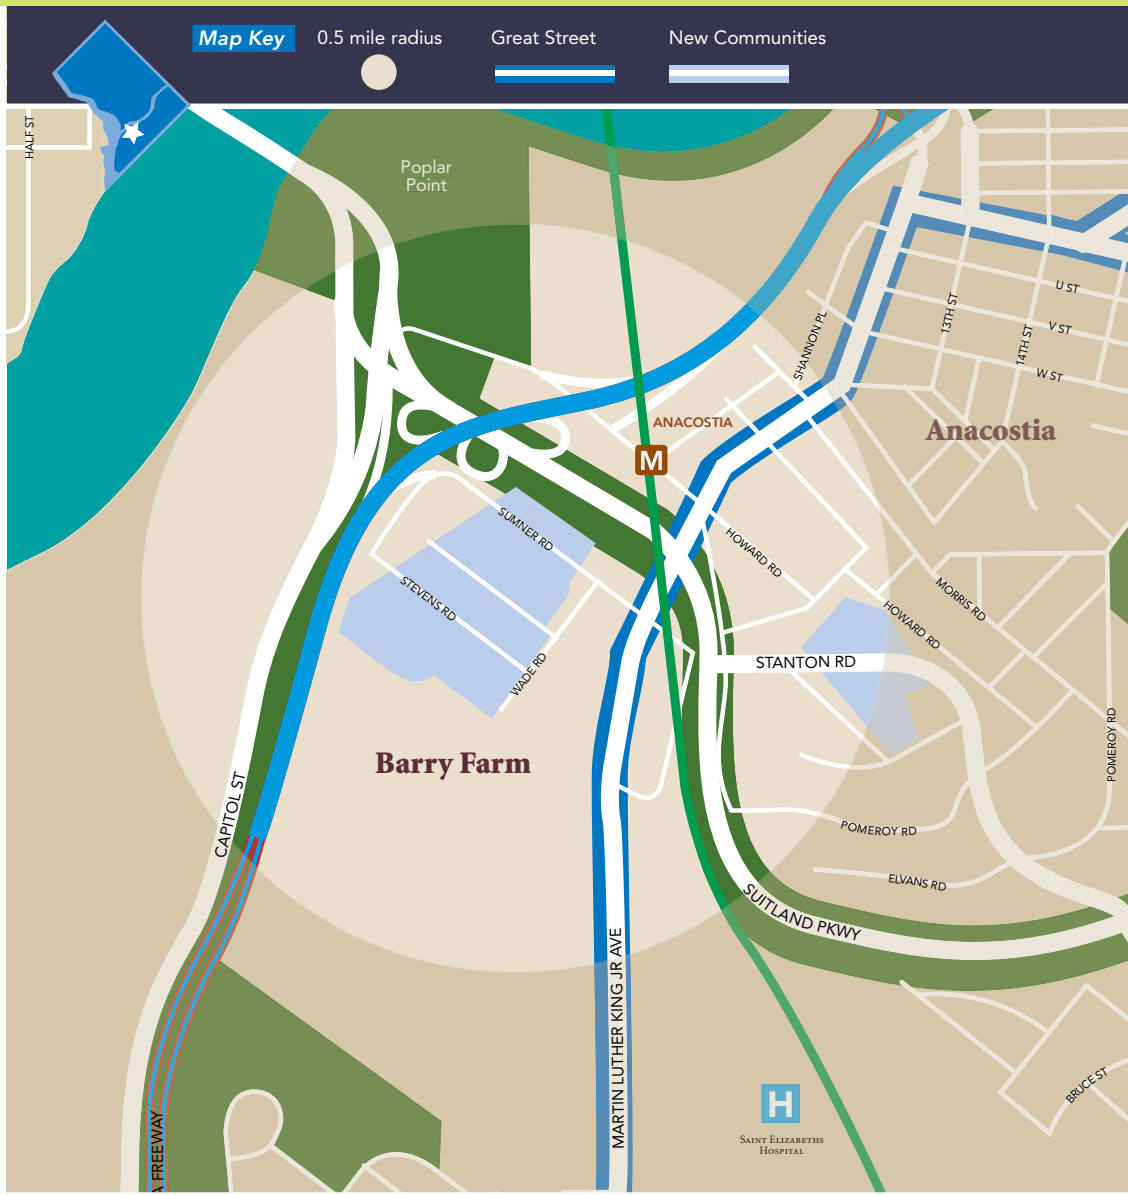 Map Key
0.5 mile radius
Great Street
New Communities
HALF ST
Poplar
Point
U ST
13TH ST
V ST
14TH ST
SHANNON PL
W ST
ANACOSTIA
Anacostia
M
SUMNER RD
HOWARD RD
STEVENS RD
MORRIS RD
HOWARD RD
STANTON RD
WADE RD
POMEROY RD
Barry Farm
CAPITOL ST
POMEROY RD
ELVANS RD
SUITLAND PKWY
MARTIN LUTHER KING JR AVE
BRUCE ST
H
SAINT ELIZABETHS
HOSPITAL
A FREEWAY